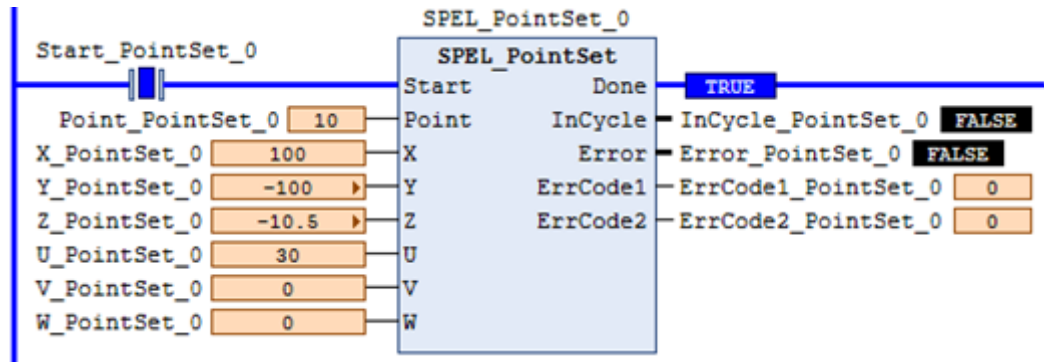 SPEL_PointSet_0
Start_PointSet_0 SPEL_PointSet
Start Done TRUE
Point_PointSet_0 10 Point InCycle InCycle_PointSet_0 FALSE
X_PointSet_0 100 X Error Error_PointSet_0 FALSE
Y_PointSet_0 -100 Y ErrCode1 ErrCode1_PointSet_0 0
Z_PointSet_0 -10.5 Z ErrCode2 ErrCode2_PointSet_0 0
U_PointSet_0 30 U
V_PointSet_0 0 V
W_PointSet_0 0 W